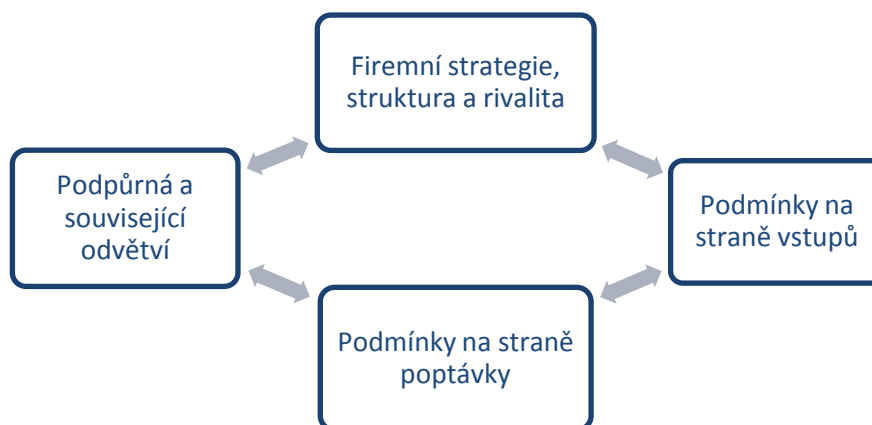 Firemní strategie,
struktura a rivalita
Podpůrná a
související
odvětví
Podmínky na
straně vstupů
Podmínky na straně
poptávky